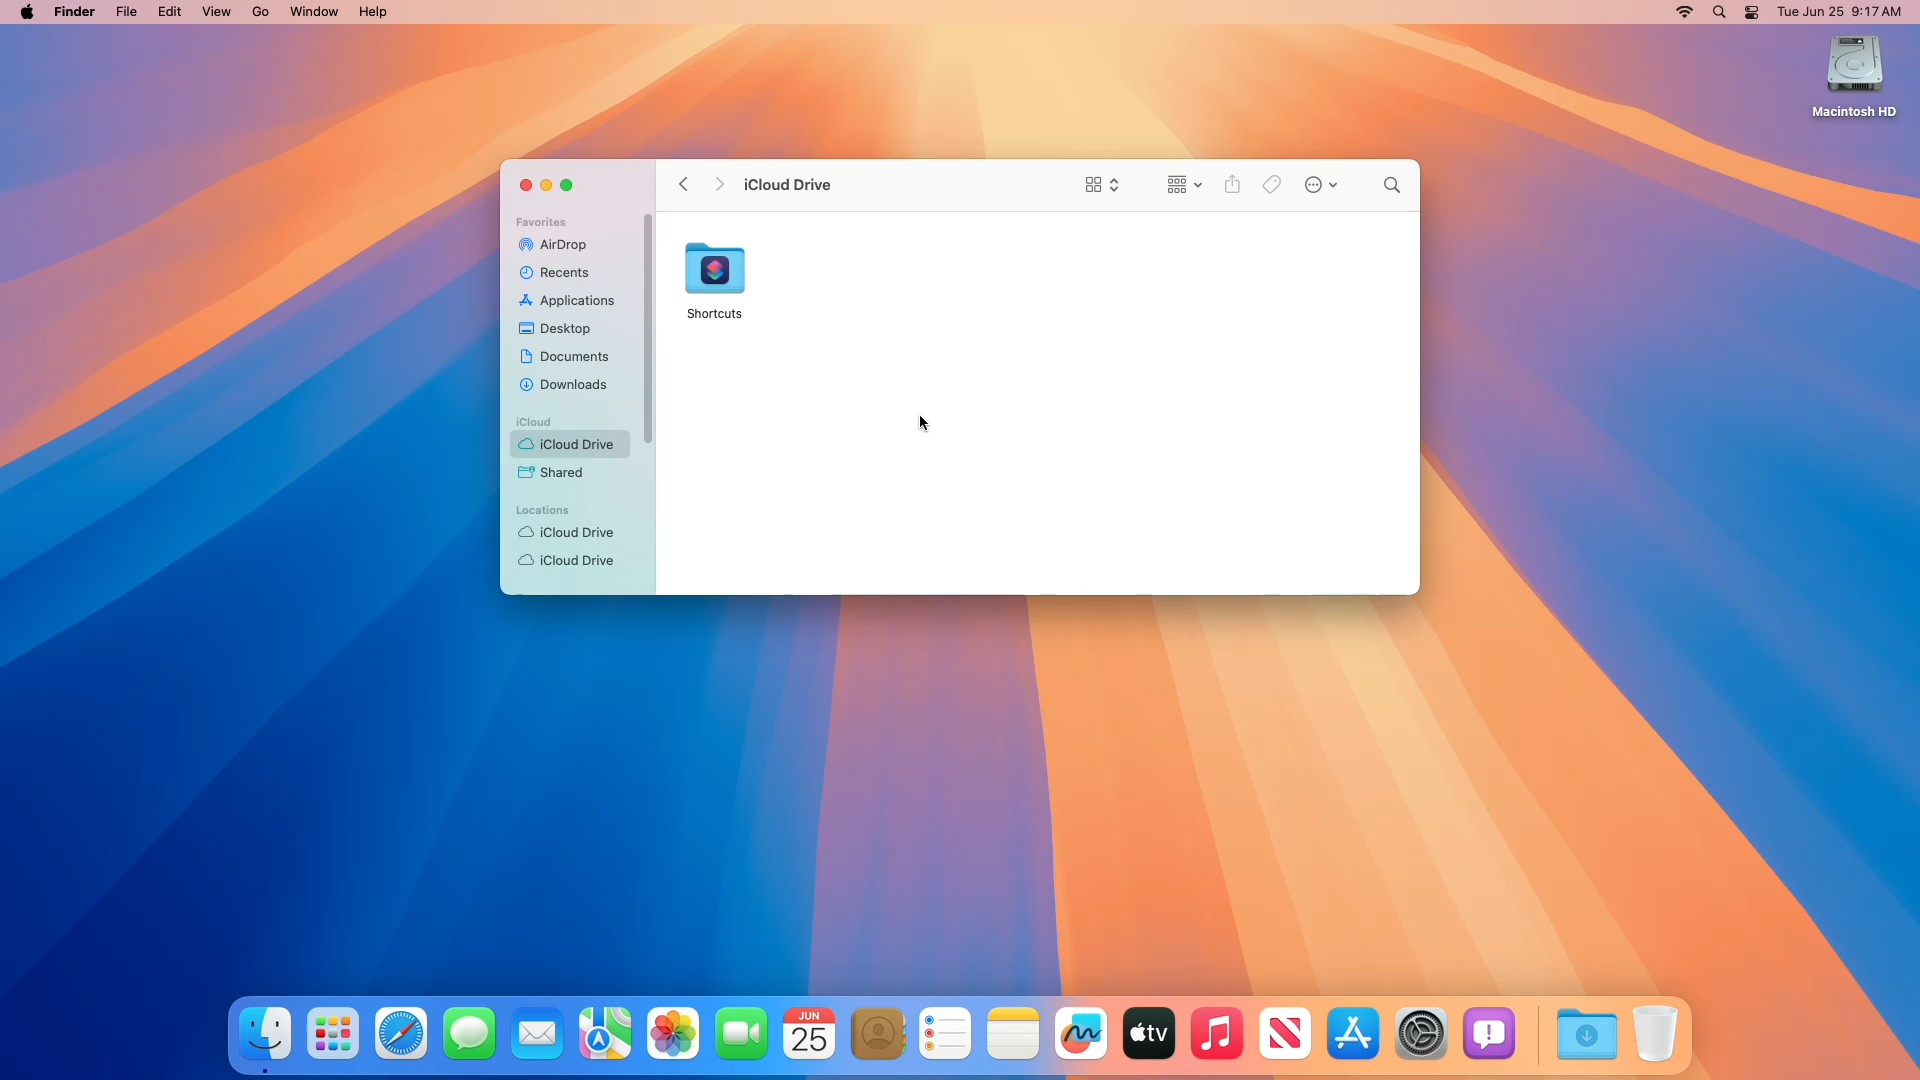 Finder File Edit View Go Window Help
Tue Jun 25 9:17 AM
Macintosh HD
iCloud Drive
Favorites
AirDrop
Recents
Applications
Desktop
Documents
Downloads
iCloud
iCloud Drive
Shared
Locations
iCloud Drive
iCloud Drive
Shortcuts
JUN
25
tv